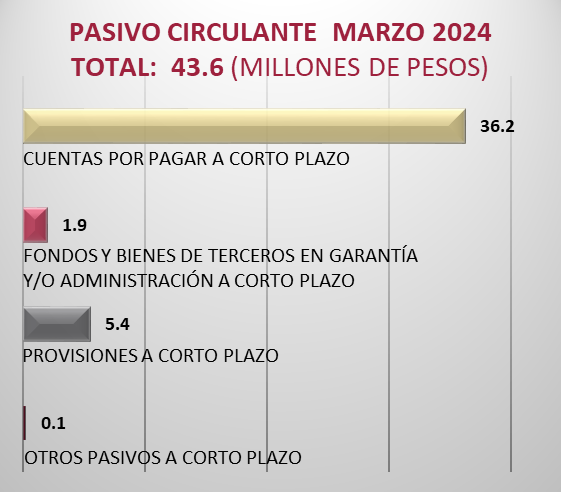 PASIVO CIRCULANTE  MARZO 2024
TOTAL:  43.6 (MILLONES DE PESOS)
36.2
CUENTAS POR PAGAR A CORTO PLAZO
1.9
FONDOS Y BIENES DE TERCEROS EN GARANTÍA
Y/O ADMINISTRACIÓN A CORTO PLAZO
5.4
PROVISIONES A CORTO PLAZO
0.1
OTROS PASIVOS A CORTO PLAZO